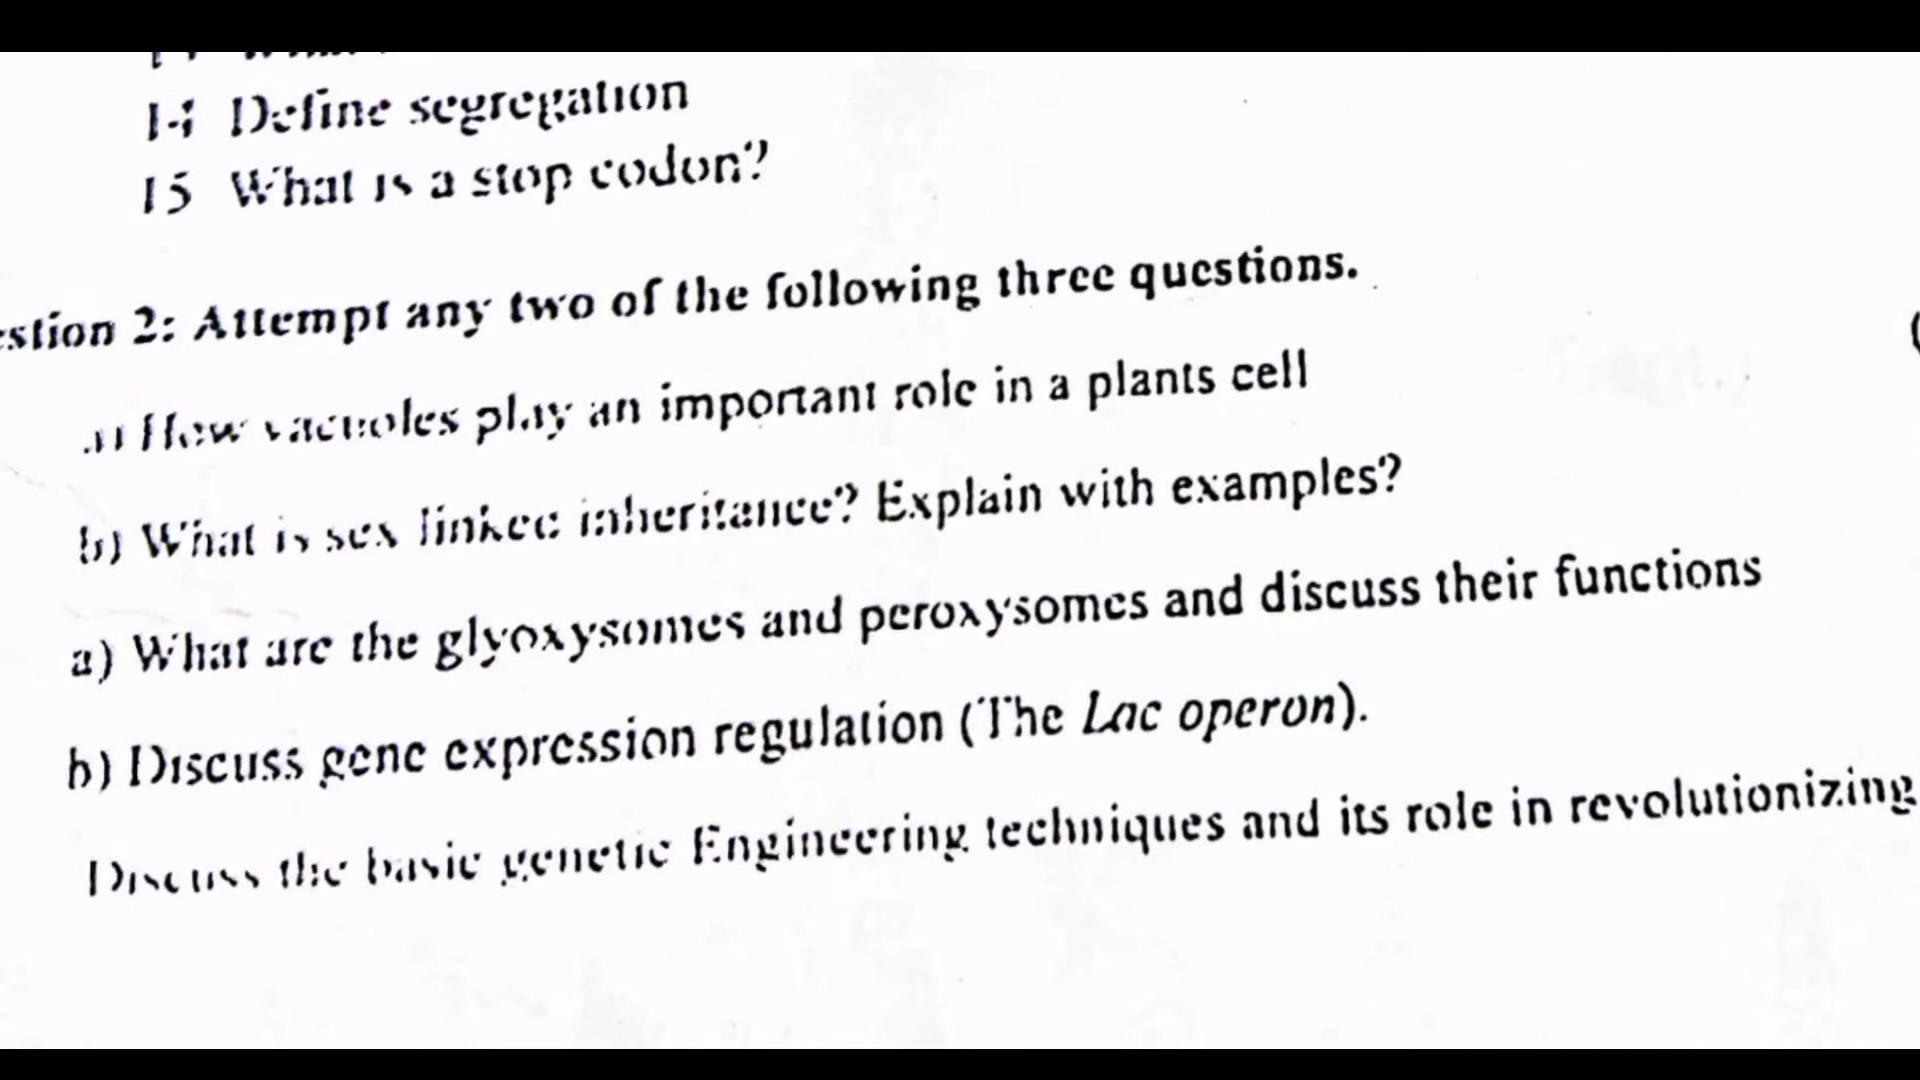 14 Define segregation
15 What is a stop codon?
stion 2: Attempt any two of the following three questions.
a) How vacuoles play an important role in a plants cell
b) What is sex linked inheritance? Explain with examples?
a) What are the glyoxysomes and peroxysomes and discuss their functions
b) Discuss gene expression regulation (The Lac operon).
Discuss the basic genetic Engineering techniques and its role in revolutionizing